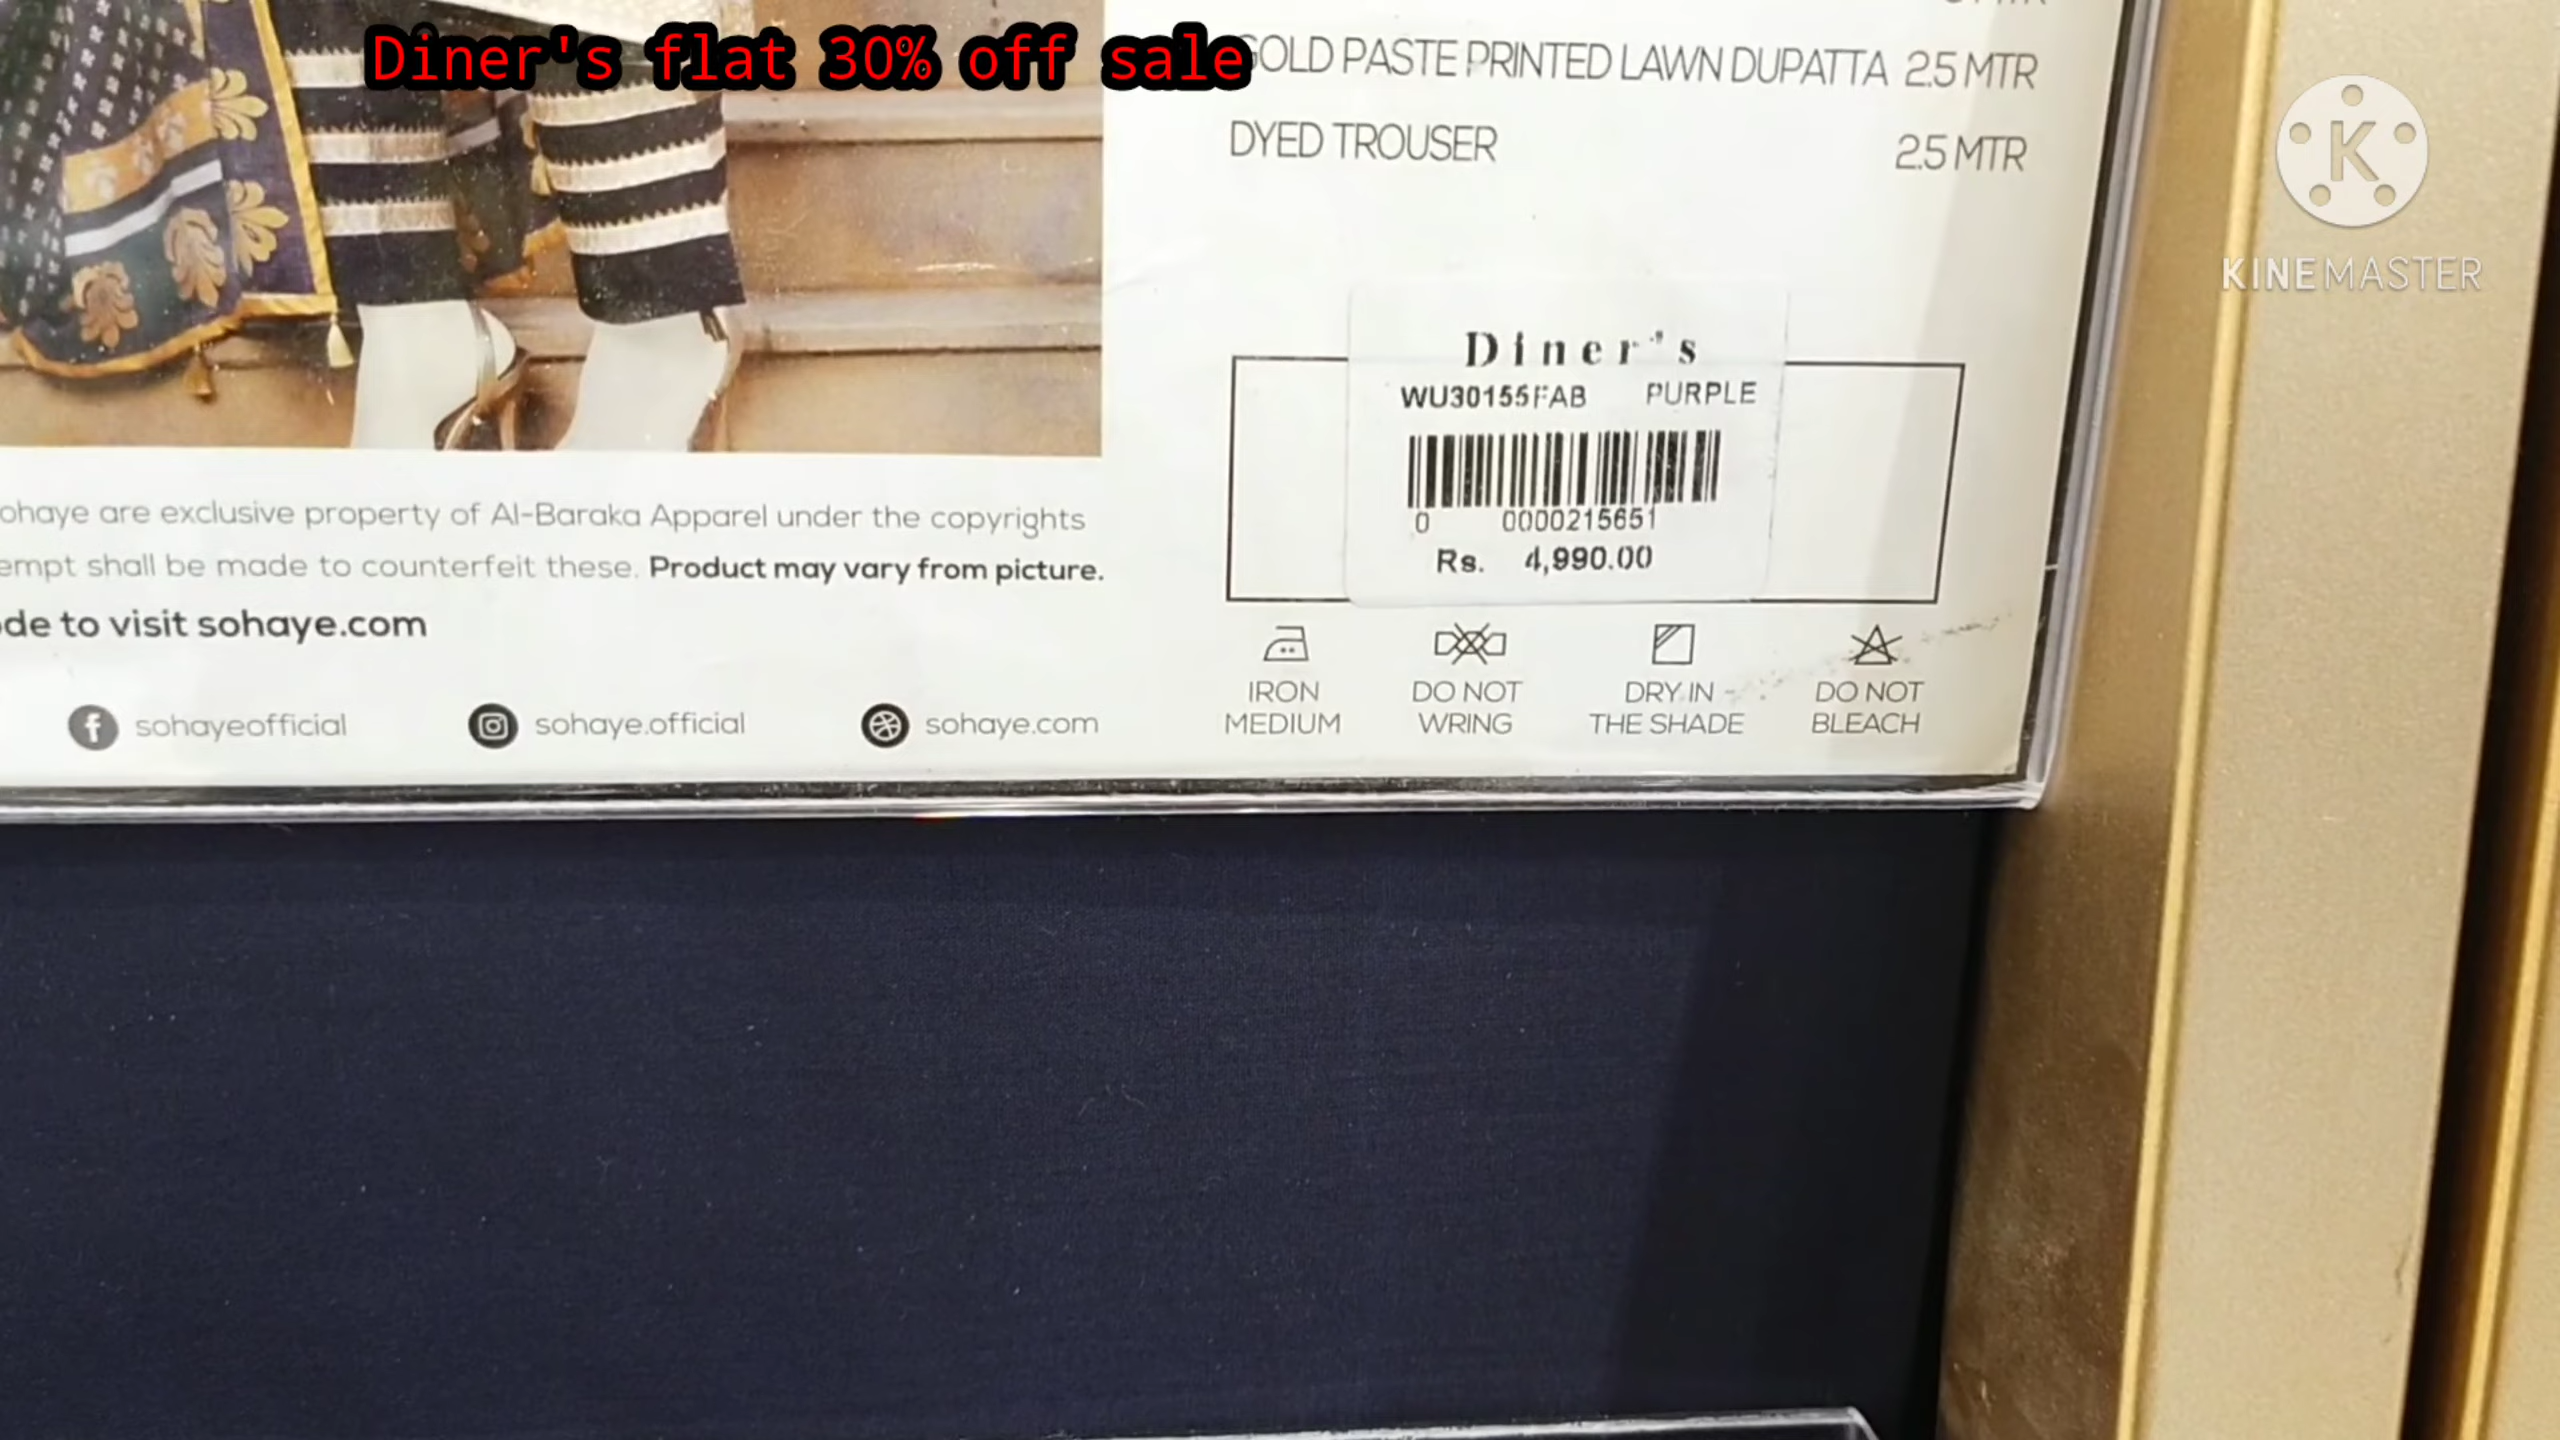 Diner's flat 30% off sale
GOLD PASTE PRINTED LAWN DUPATTA 2.5 MTR
DYED TROUSER 2.5 MTR
KINEMASTER
Diner's
WU30155FAB PURPLE
0 0000215651
Rs. 4,990.00
ohaye are exclusive property of Al-Baraka Apparel under the copyrights
empt shall be made to counterfeit these. Product may vary from picture.
de to visit sohaye.com
sohayeofficial sohaye.official sohaye.com
IRON MEDIUM
DO NOT WRING
DRY IN THE SHADE
DO NOT BLEACH